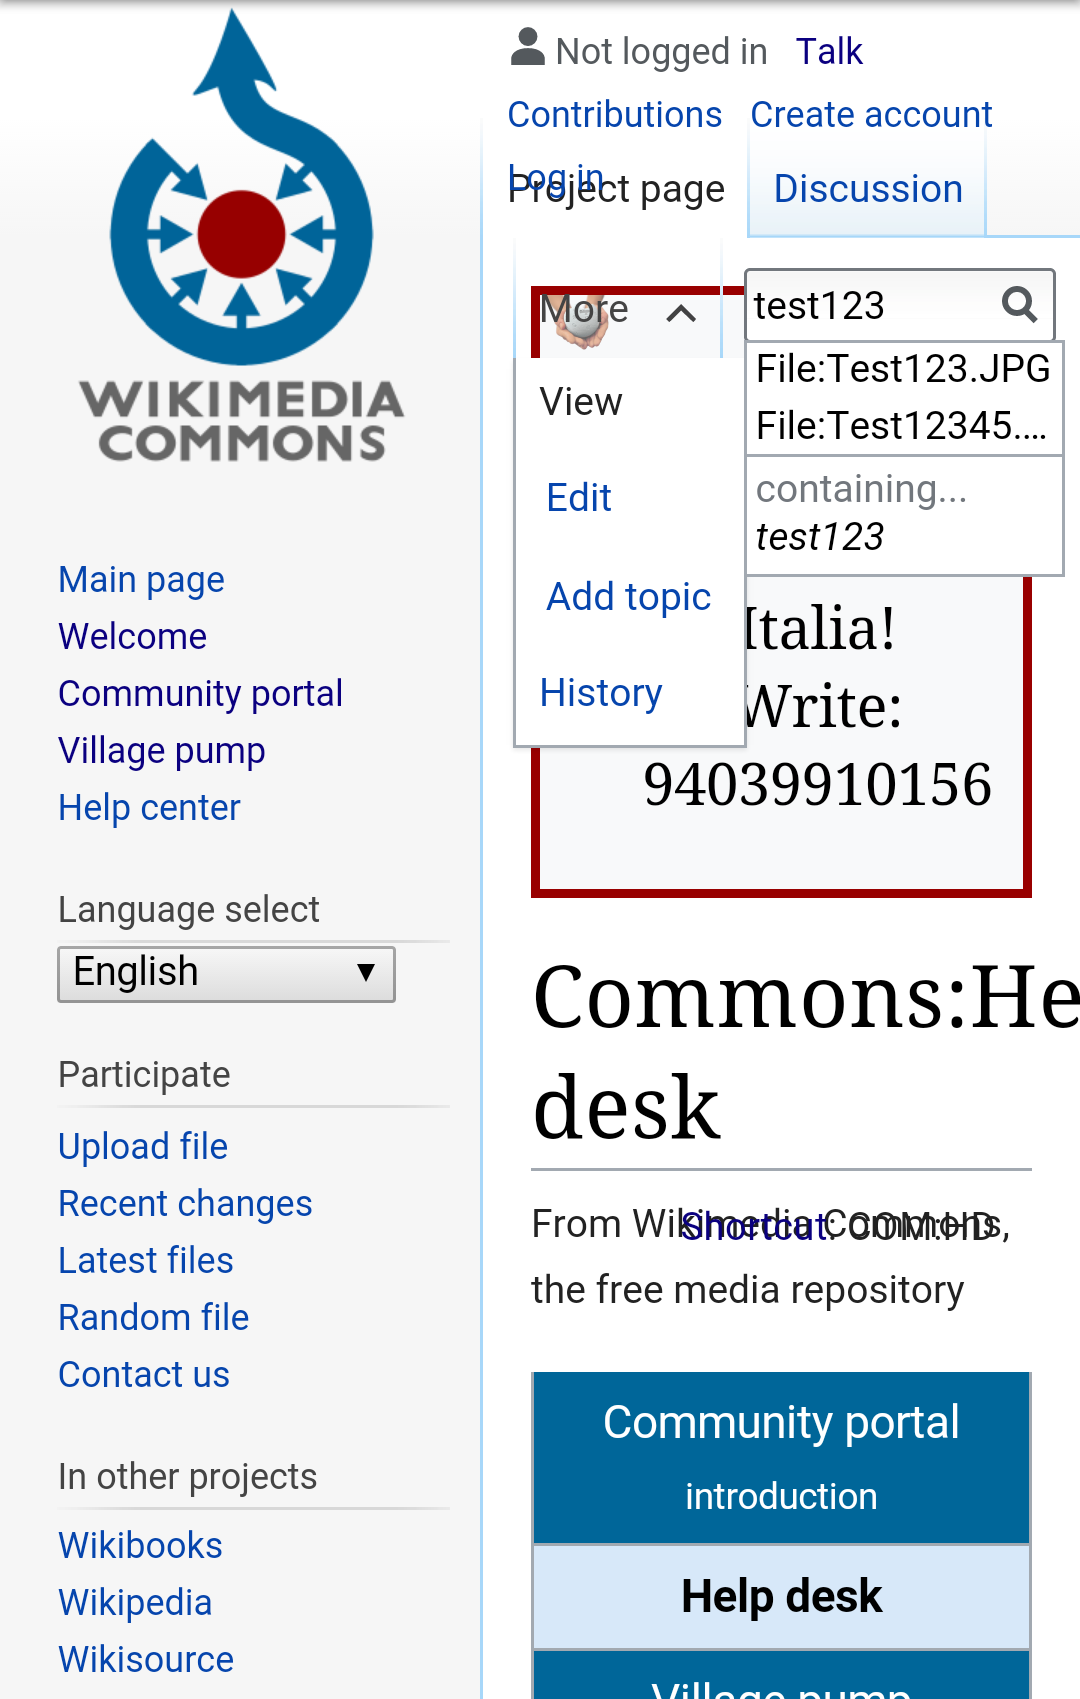 WIKIMEDIA
COMMONS
Main page
Welcome
Community portal
Village pump
Help center
Language select
English
Participate
Upload file
Recent changes
Latest files
Random file
Contact us
In other projects
Wikibooks
Wikipedia
Wikisource
Not logged in Talk
Contributions Create account
Log in
Project page Discussion
More
test123
View
Edit
Add topic
History
File:Test123.JPG
File:Test12345....
containing...
test123
Italia!
Write:
94039910156
Commons:He
desk
From Wikimedia Commons,
Shortcut: COM:HD
the free media repository
Community portal
introduction
Help desk
Village pump